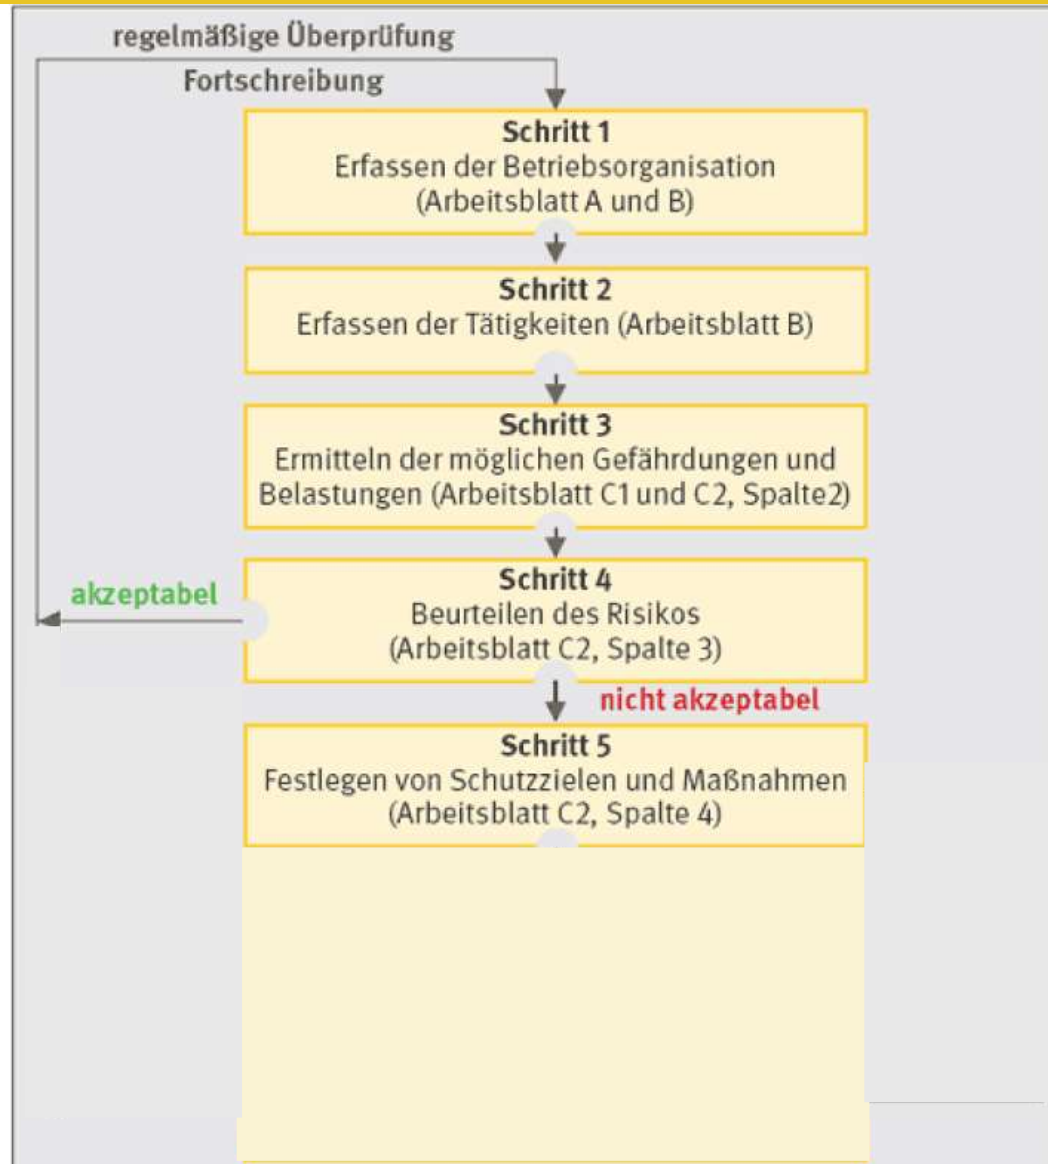 regelmäßige Überprüfung
Fortschreibung
Schritt 1
Erfassen der Betriebsorganisation
(Arbeitsblatt A und B)
Schritt 2
Erfassen der Tätigkeiten (Arbeitsblatt B)
Schritt 3
Ermitteln der möglichen Gefährdungen und
Belastungen (Arbeitsblatt C1 und C2, Spalte2)
akzeptabel
Schritt 4
Beurteilen des Risikos
(Arbeitsblatt C2, Spalte 3)
nicht akzeptabel
Schritt 5
Festlegen von Schutzzielen und Maßnahmen
(Arbeitsblatt C2, Spalte 4)